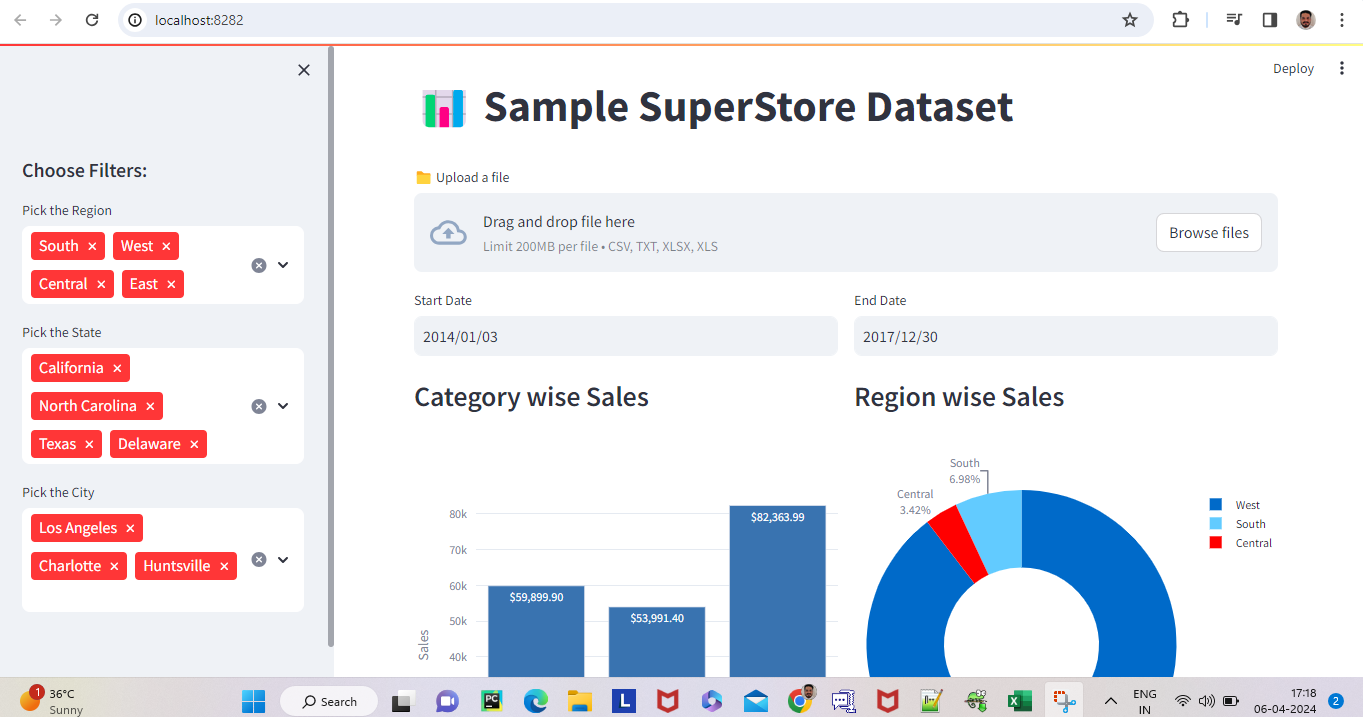 localhost:8282
Deploy
Sample SuperStore Dataset
Choose Filters:
Pick the Region
South × West ×
Central × East ×
Pick the State
California ×
North Carolina ×
Texas × Delaware ×
Pick the City
Los Angeles ×
Charlotte × Huntsville ×
Upload a file
Drag and drop file here
Limit 200MB per file • CSV, TXT, XLSX, XLS
Browse files
Start Date
2014/01/03
End Date
2017/12/30
Category wise Sales
80k
70k
60k
50k
40k
Sales
$59,899.90
$53,991.40
$82,363.99
Region wise Sales
South
6.98%
Central
3.42%
West
South
Central
1
36°C
Sunny
Search
PC
L
X
ENG
IN
17:18
06-04-2024
2